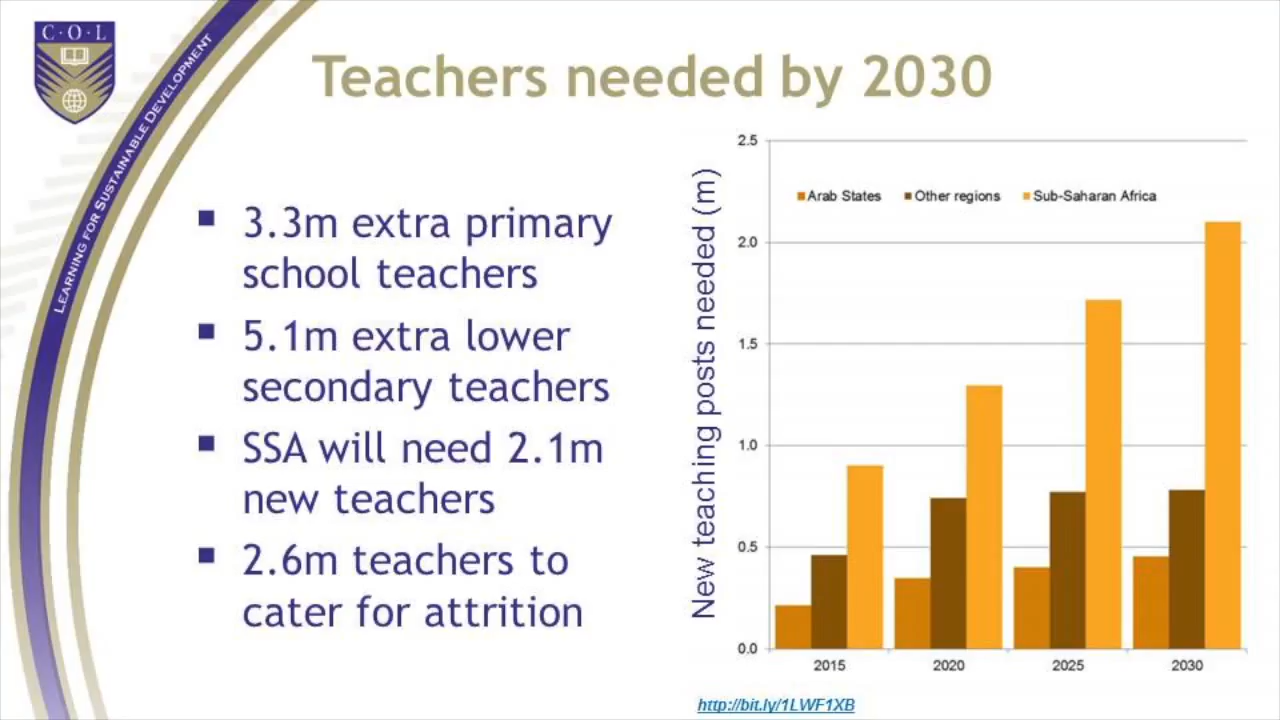 C·O·L
LEARNING FOR SUSTAINABLE DEVELOPMENT
Teachers needed by 2030
▪ 3.3m extra primary
school teachers
▪ 5.1m extra lower
secondary teachers
▪ SSA will need 2.1m
new teachers
▪ 2.6m teachers to
cater for attrition
New teaching posts needed (m)
2.5
2.0
1.5
1.0
0.5
0.0
Arab States Other regions Sub-Saharan Africa
2015 2020 2025 2030
http://bit.ly/1LWF1XB